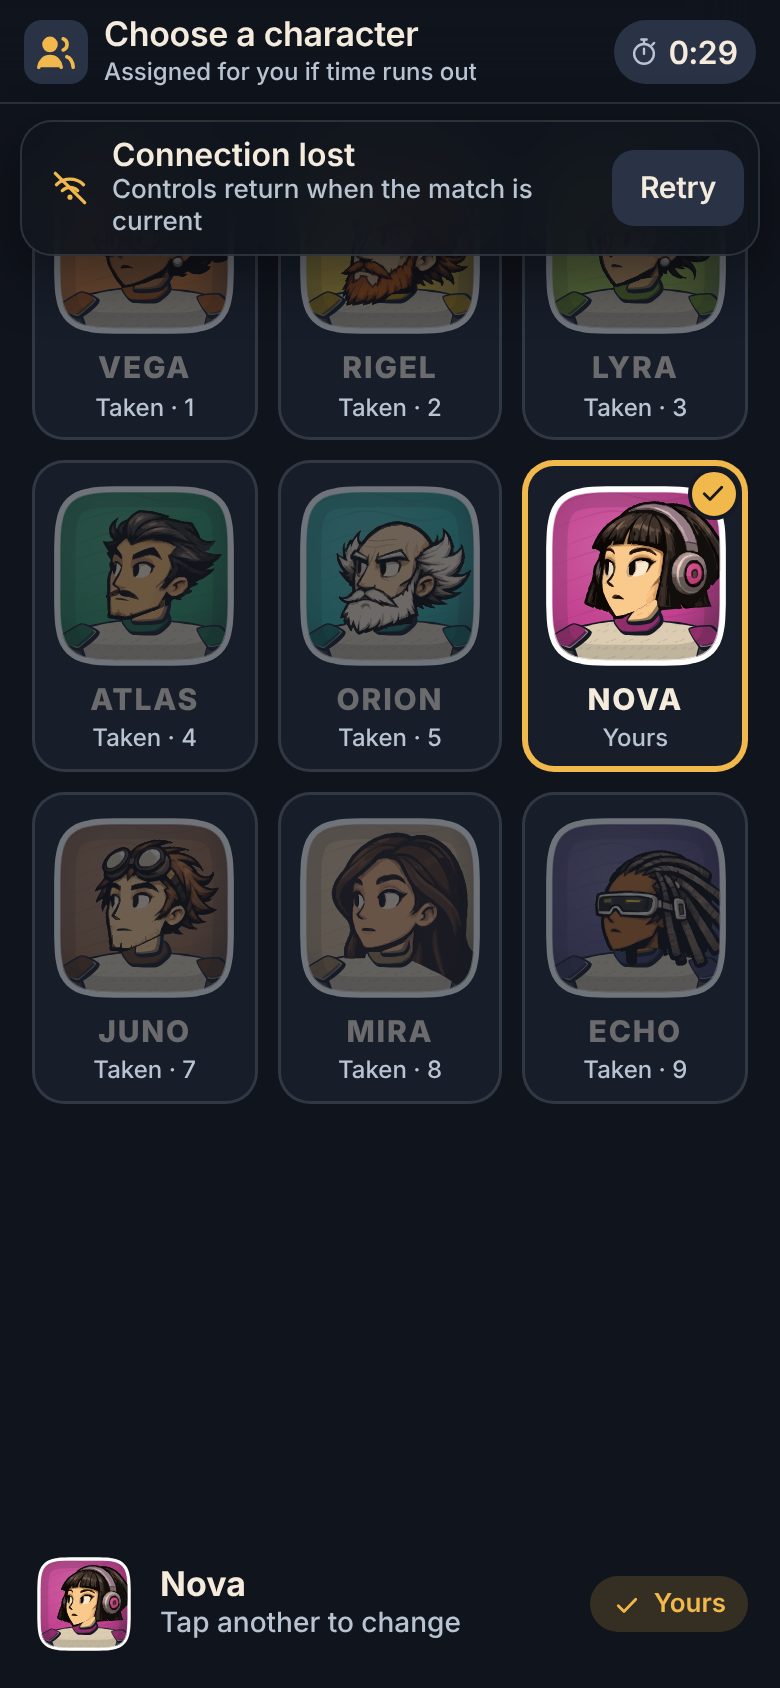 Choose a character
Assigned for you if time runs out
0:29
Connection lost
Controls return when the match is
current
Retry
VEGA
Taken · 1
RIGEL
Taken · 2
LYRA
Taken · 3
ATLAS
Taken · 4
ORION
Taken · 5
NOVA
Yours
JUNO
Taken · 7
MIRA
Taken · 8
ECHO
Taken · 9
Nova
Tap another to change
Yours